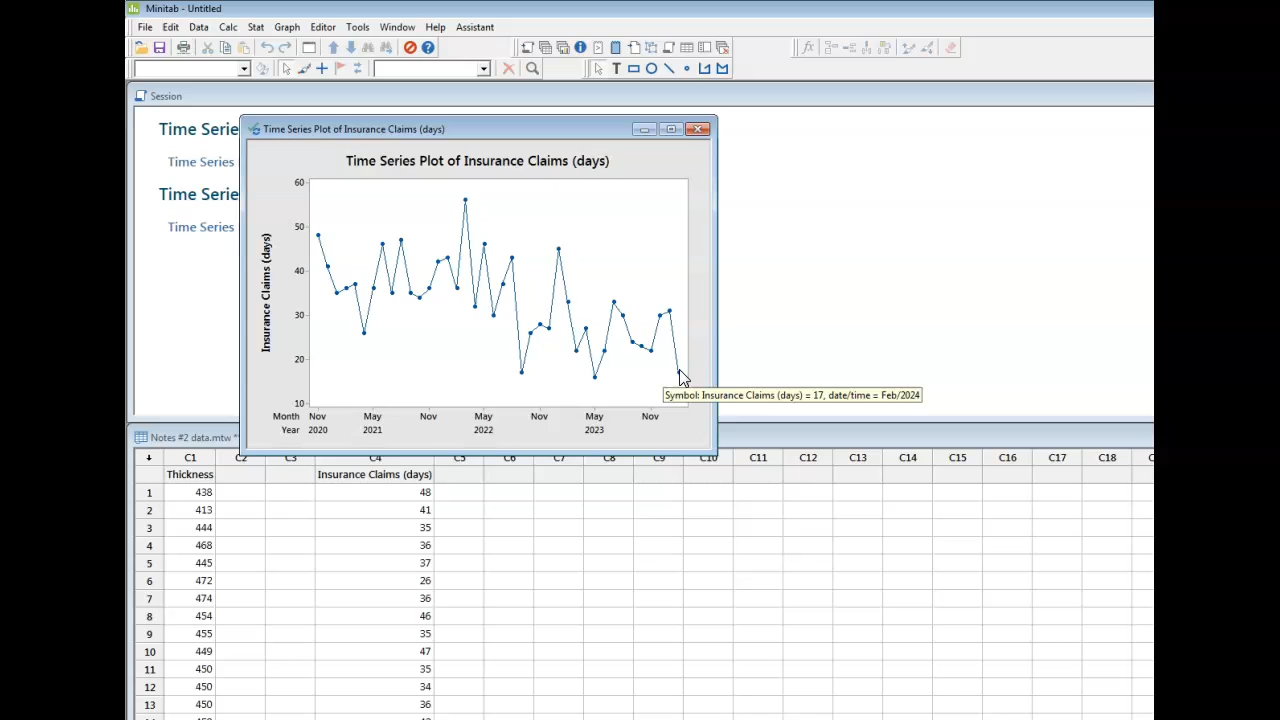 Minitab - Untitled
File Edit Data Calc Stat Graph Editor Tools Window Help Assistant
Session
Time Serie
Time Series
Time Serie
Time Series
Time Series Plot of Insurance Claims (days)
Time Series Plot of Insurance Claims (days)
60
50
40
30
20
10
Insurance Claims (days)
Month Nov May Nov May Nov May Nov
Year 2020 2021 2022 2023
Symbol: Insurance Claims (days) = 17, date/time = Feb/2024
Notes #2 data.mtw *
C1 C2 C3 C4 C5 C6 C7 C8 C9 C10 C11 C12 C13 C14 C15 C16 C17 C18
Thickness Insurance Claims (days)
1 438 48
2 413 41
3 444 35
4 468 36
5 445 37
6 472 26
7 474 36
8 454 46
9 455 35
10 449 47
11 450 35
12 450 34
13 450 36